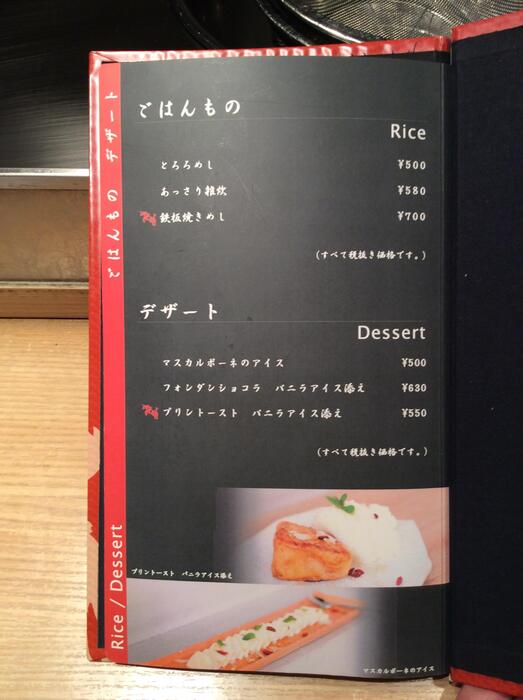 ごはんもの
Rice
とろろめし ¥500
あっさり雑炊 ¥580
鉄板焼きめし ¥700
(すべて税抜き価格です。)
デザート
Dessert
マスカルポーネのアイス ¥500
フォンダンショコラ バニラアイス添え ¥630
プリントースト バニラアイス添え ¥550
(すべて税抜き価格です。)
プリントースト バニラアイス添え
マスカルポーネのアイス
ごはんもの デザート
Rice / Dessert